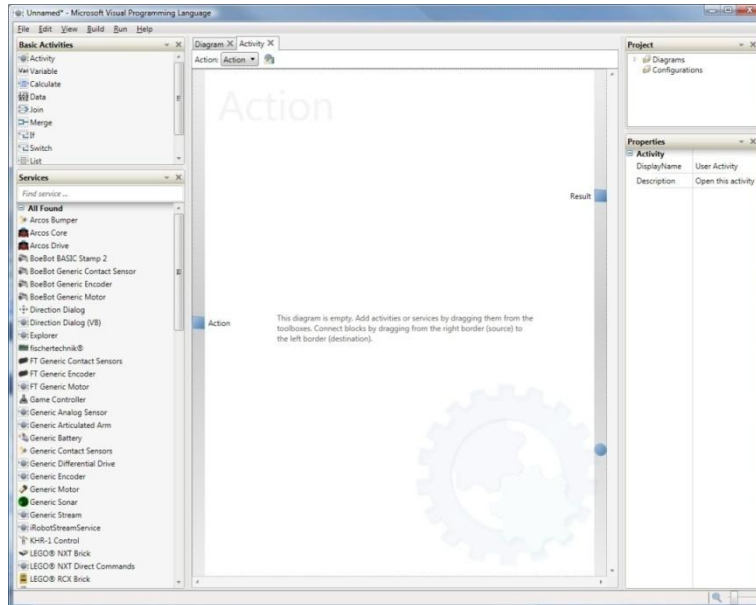 Unnamed* - Microsoft Visual Programming Language
File Edit View Build Run Help
Basic Activities
Activity
Var Variable
Calculate
Data
Join
Merge
If
Switch
List
Services
Find service ...
All Found
Arcos Bumper
Arcos Core
Arcos Drive
BoeBot BASIC Stamp 2
BoeBot Generic Contact Sensor
BoeBot Generic Encoder
BoeBot Generic Motor
Direction Dialog
Direction Dialog (VB)
Explorer
fischertechnik®
FT Generic Contact Sensors
FT Generic Encoder
FT Generic Motor
Game Controller
Generic Analog Sensor
Generic Articulated Arm
Generic Battery
Generic Contact Sensors
Generic Differential Drive
Generic Encoder
Generic Motor
Generic Sonar
Generic Stream
iRobotStreamService
KHR-1 Control
LEGO® NXT Brick
LEGO® NXT Direct Commands
LEGO® RCX Brick
Diagram Activity
Action: Action
Action
Result
Action
This diagram is empty. Add activities or services by dragging them from the
toolboxes. Connect blocks by dragging from the right border (source) to
the left border (destination).
Project
Diagrams
Configurations
Properties
Activity
DisplayName User Activity
Description Open this activity